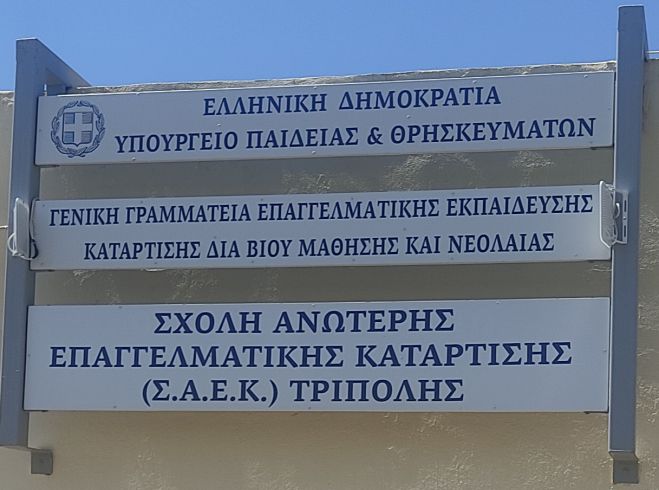 ΕΛΛΗΝΙΚΗ ΔΗΜΟΚΡΑΤΙΑ
ΥΠΟΥΡΓΕΙΟ ΠΑΙΔΕΙΑΣ & ΘΡΗΣΚΕΥΜΑΤΩΝ
ΓΕΝΙΚΗ ΓΡΑΜΜΑΤΕΙΑ ΕΠΑΓΓΕΛΜΑΤΙΚΗΣ ΕΚΠΑΙΔΕΥΣΗΣ
ΚΑΤΑΡΤΙΣΗΣ ΔΙΑ ΒΙΟΥ ΜΑΘΗΣΗΣ ΚΑΙ ΝΕΟΛΑΙΑΣ
ΣΧΟΛΗ ΑΝΩΤΕΡΗΣ
ΕΠΑΓΓΕΛΜΑΤΙΚΗΣ ΚΑΤΑΡΤΙΣΗΣ
(Σ.Α.Ε.Κ.) ΤΡΙΠΟΛΗΣ